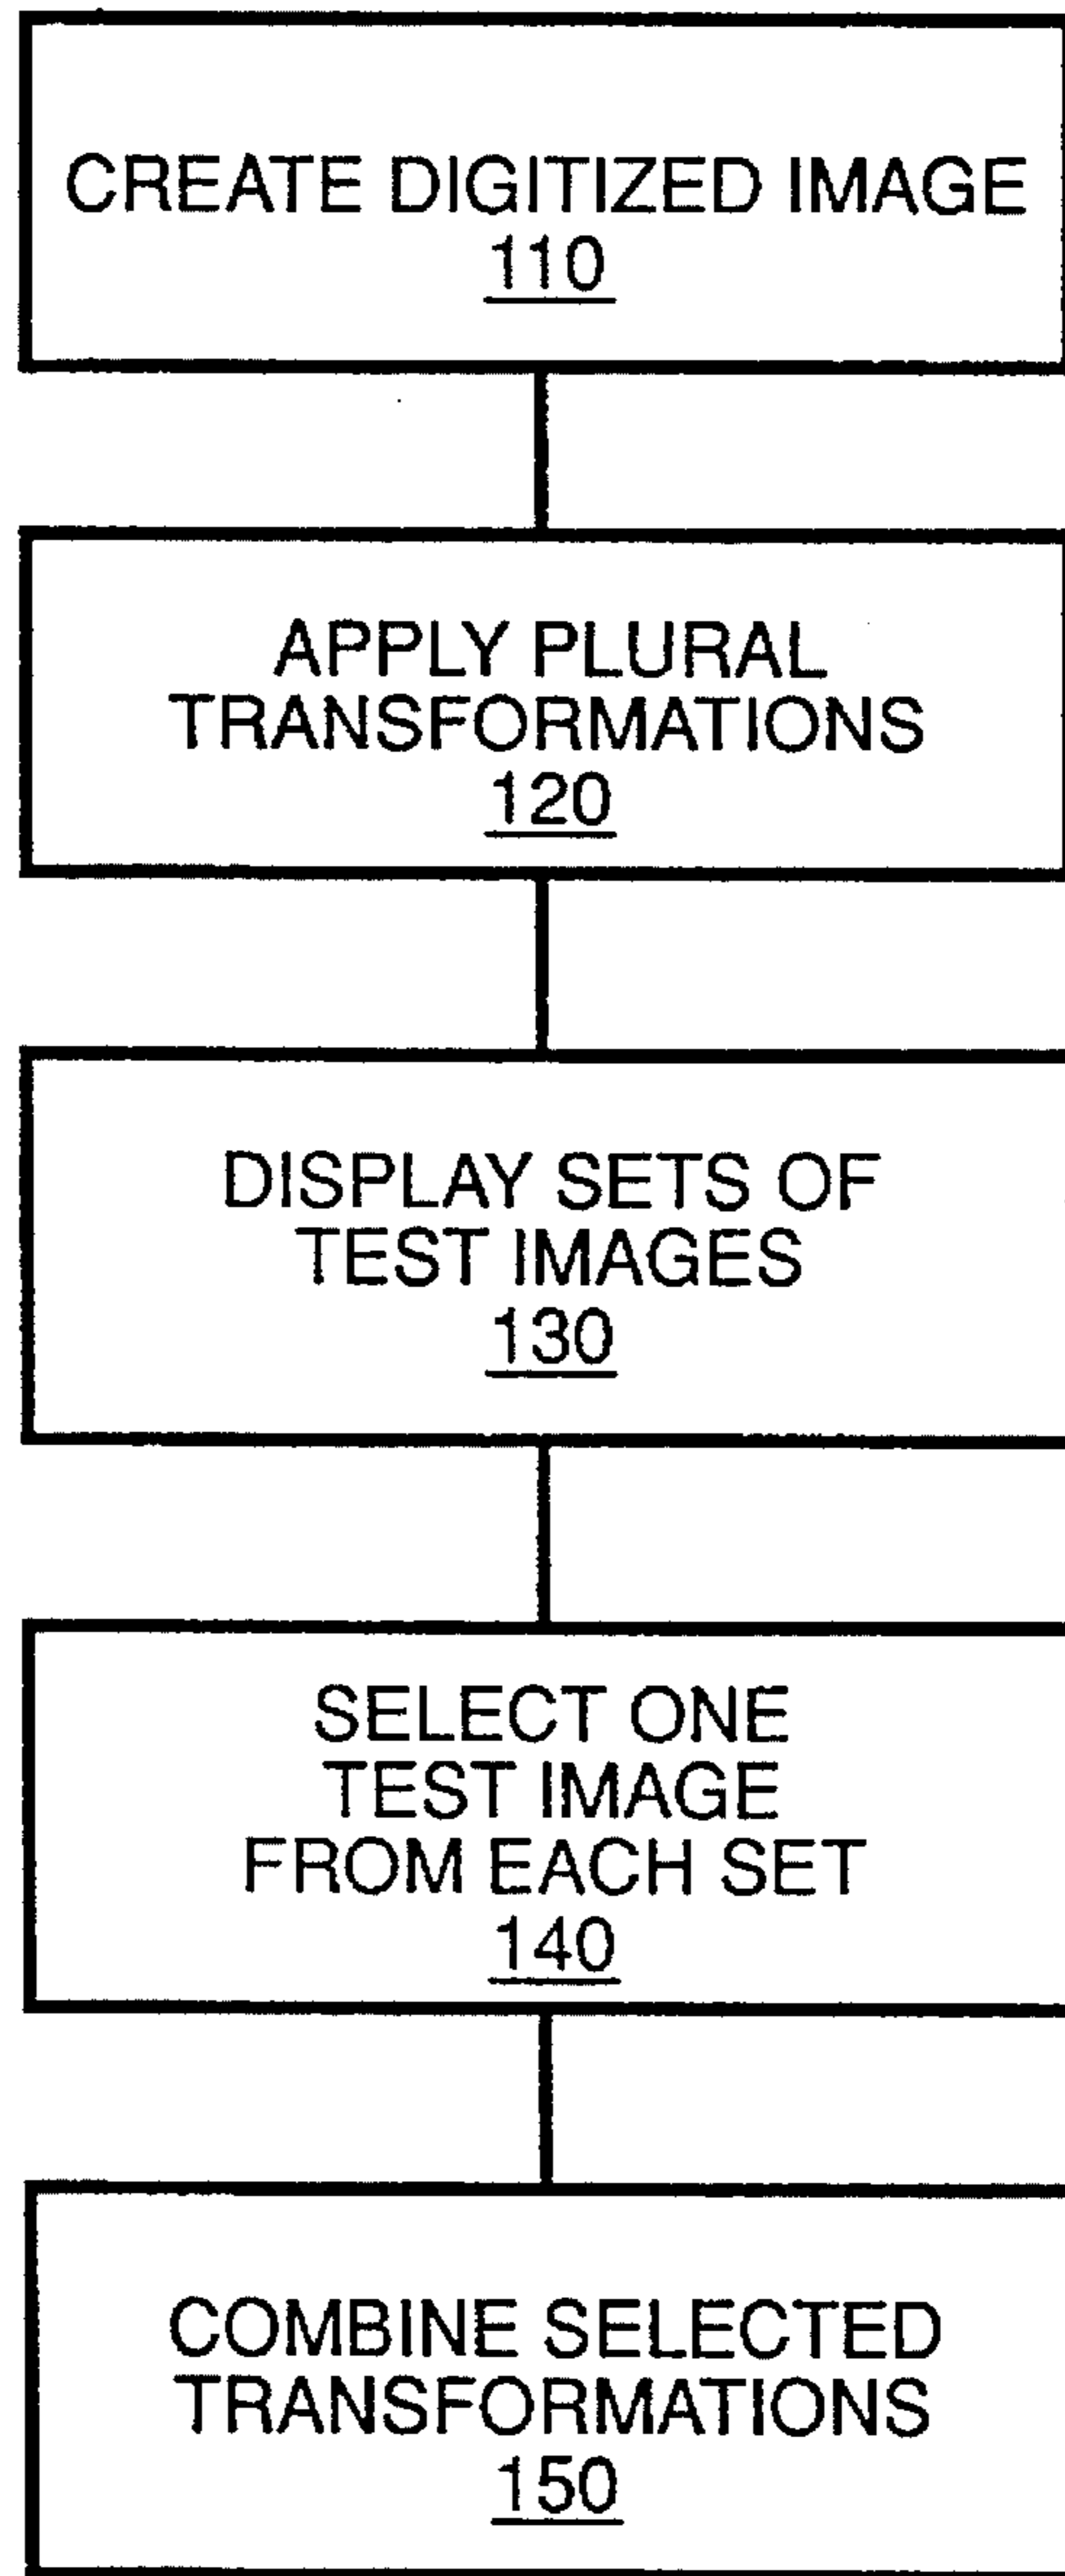 CREATE DIGITIZED IMAGE
110
APPLY PLURAL
TRANSFORMATIONS
120
DISPLAY SETS OF
TEST IMAGES
130
SELECT ONE
TEST IMAGE
FROM EACH SET
140
COMBINE SELECTED
TRANSFORMATIONS
150